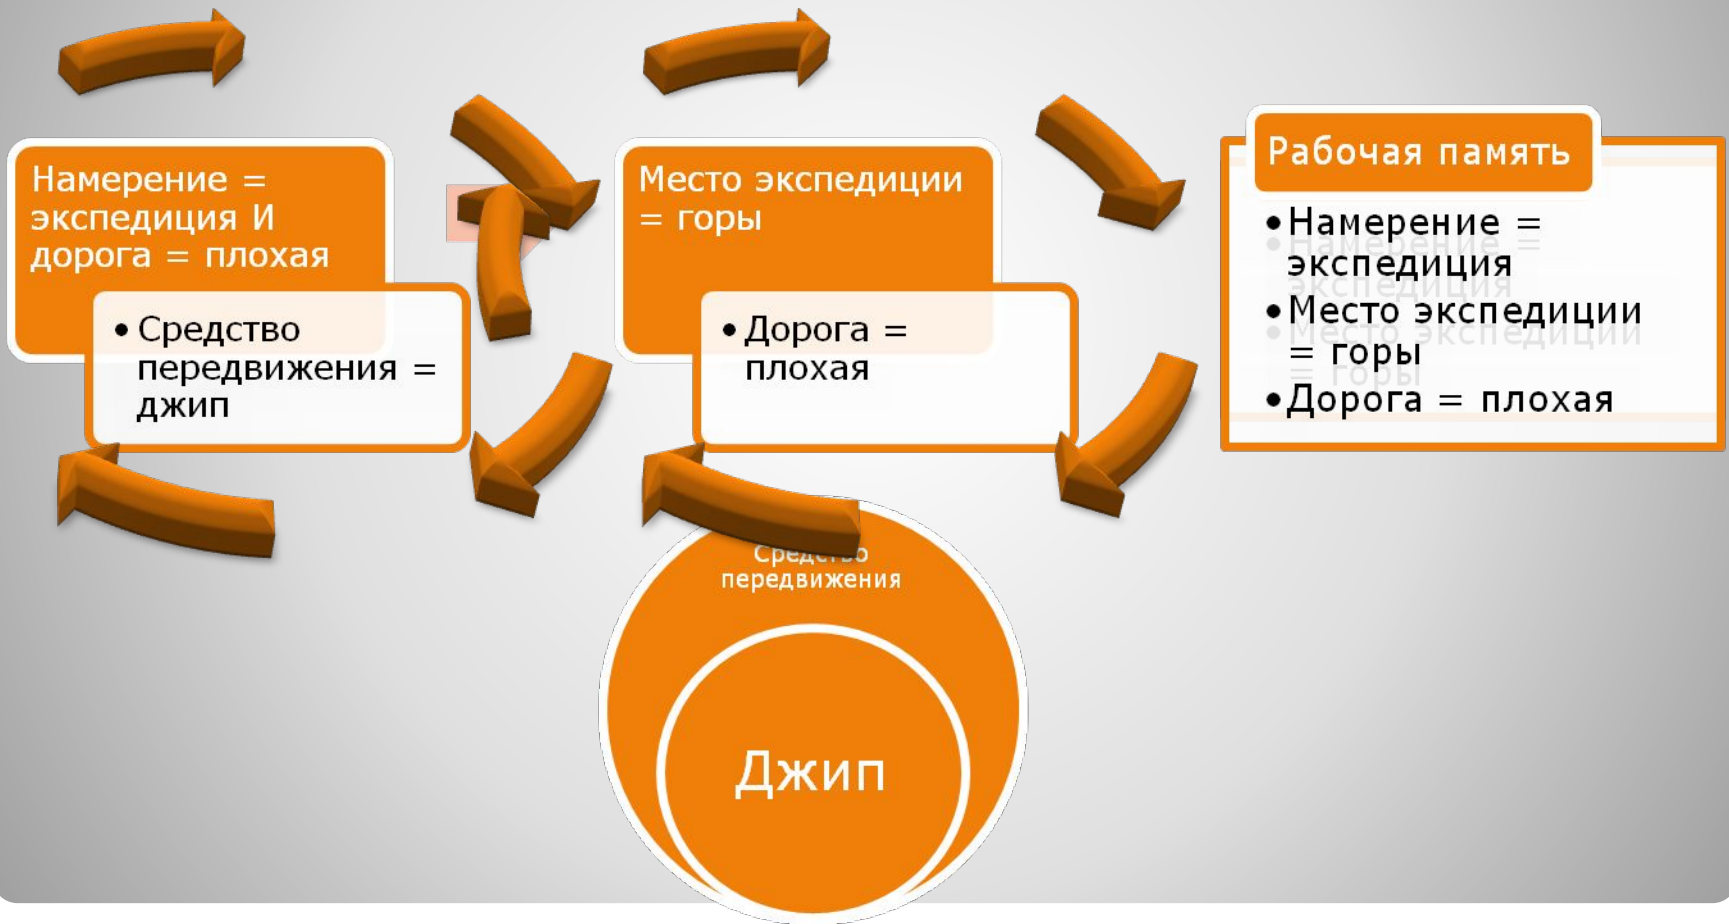 Намерение =
экспедиция И
дорога = плохая
• Средство
передвижения =
джип
Место экспедиции
= горы
• Дорога =
плохая
Рабочая память
• Намерение =
экспедиция
• Место экспедиции
= горы
• Дорога = плохая
Средство
передвижения
Джип